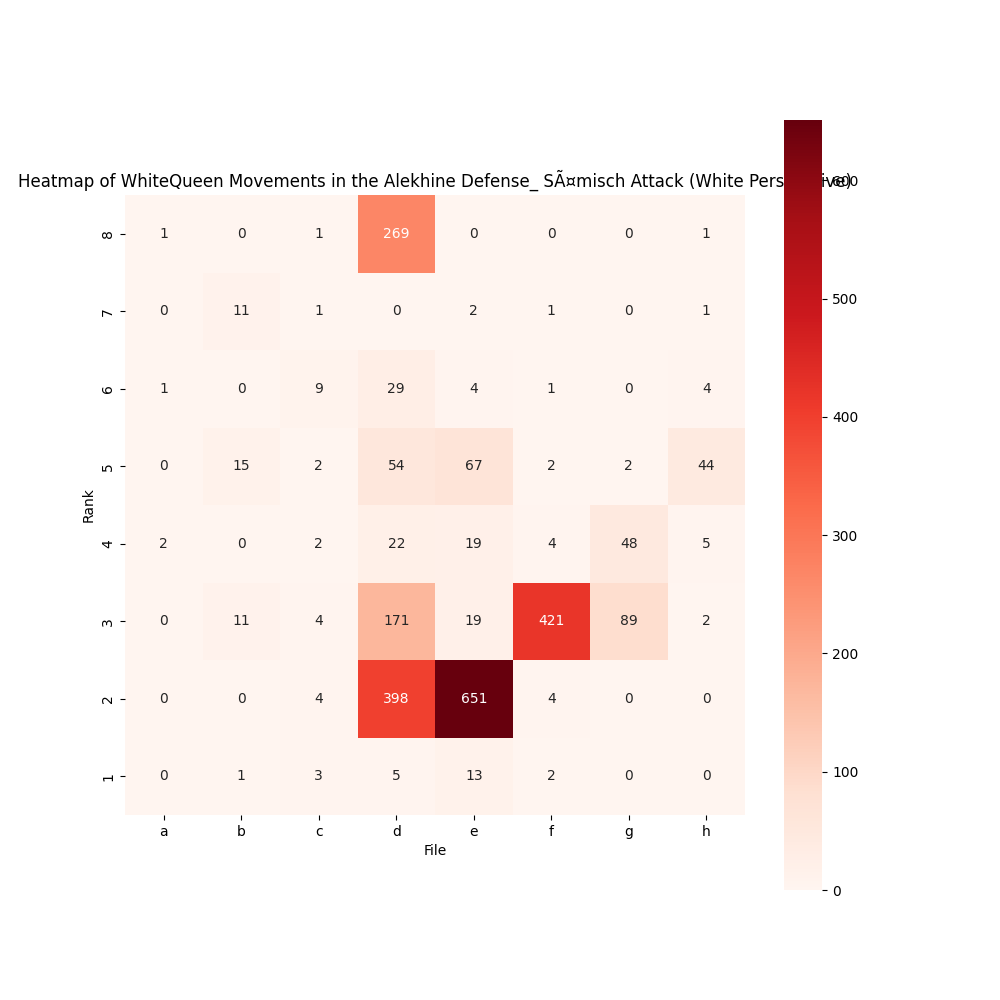 Heatmap of WhiteQueen Movements in the Alekhine Defense_ SÃ¤misch Attack (White
8 1 0 1 269 0 0 0 1
7 0 11 1 0 2 1 0 1
6 1 0 9 29 4 1 0 4
5 0 15 2 54 67 2 2 44
4 2 0 2 22 19 4 48 5
3 0 11 4 171 19 421 89 2
2 0 0 4 398 651 4 0 0
1 0 1 3 5 13 2 0 0
a b c d e f g h
File
Rank
600
500
400
300
200
100
0